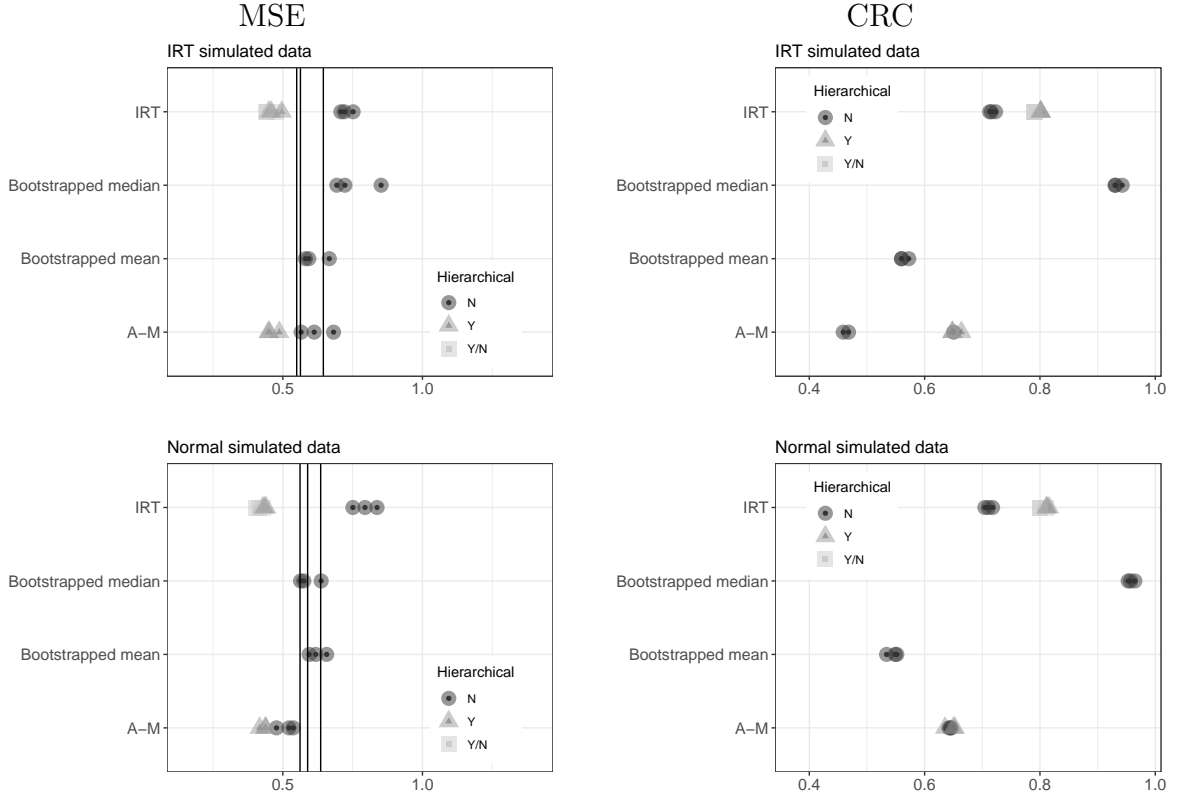 MSE
CRC
IRT simulated data
IRT
Bootstrapped median
Bootstrapped mean
A−M
Hierarchical
N
Y
Y/N
0.5 1.0
IRT simulated data
IRT
Bootstrapped median
Bootstrapped mean
A−M
Hierarchical
N
Y
Y/N
0.4 0.6 0.8 1.0
Normal simulated data
IRT
Bootstrapped median
Bootstrapped mean
A−M
Hierarchical
N
Y
Y/N
0.5 1.0
Normal simulated data
IRT
Bootstrapped median
Bootstrapped mean
A−M
Hierarchical
N
Y
Y/N
0.4 0.6 0.8 1.0